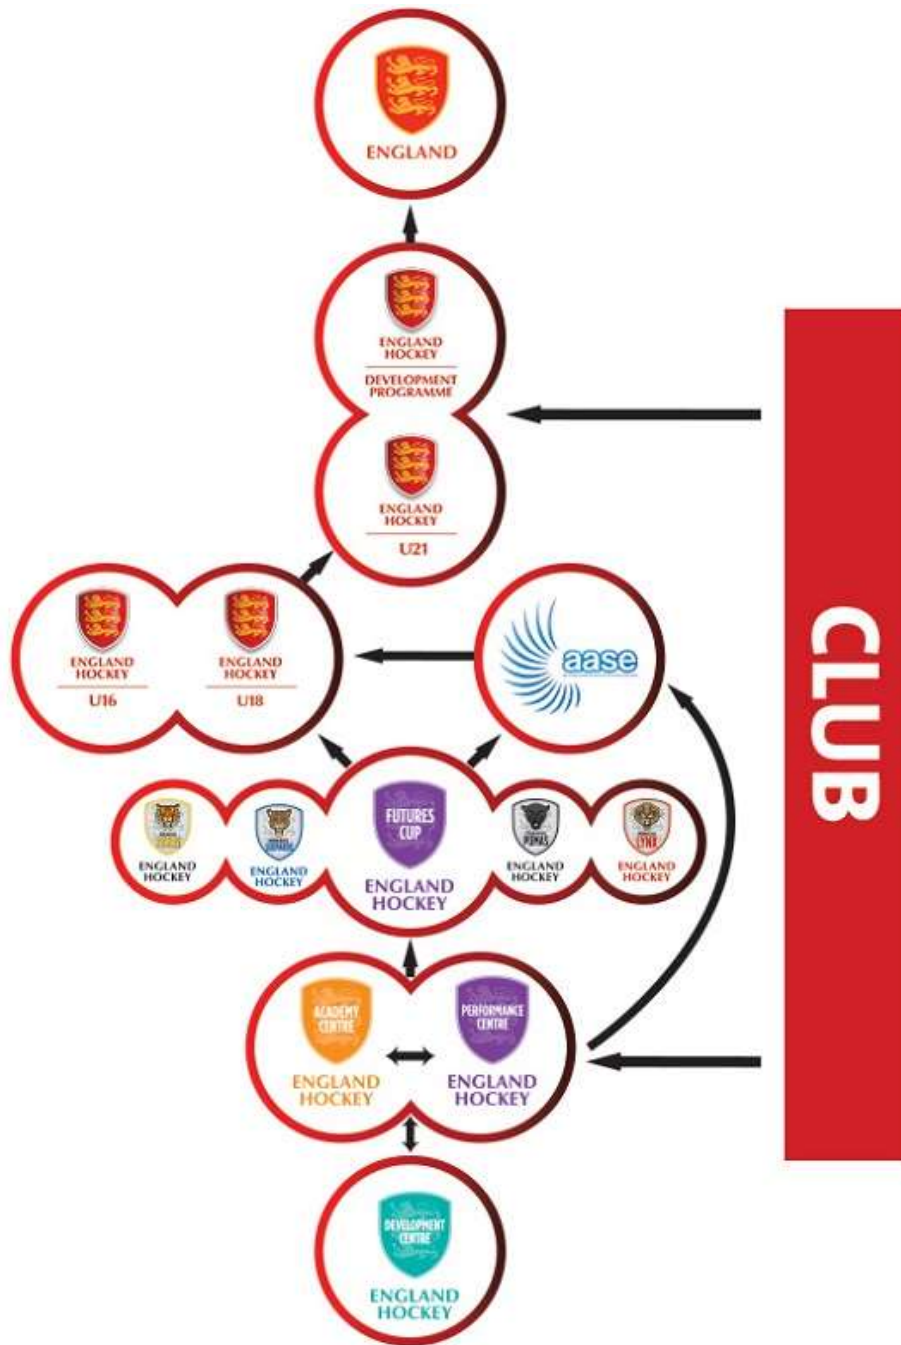 ENGLAND
ENGLAND
HOCKEY
DEVELOPMENT
PROGRAMME
ENGLAND
HOCKEY
U21
ENGLAND
HOCKEY
U16
ENGLAND
HOCKEY
U18
aase
CLUB
ENGLAND
HOCKEY
ENGLAND
HOCKEY
FUTURES
CUP
ENGLAND
HOCKEY
PUMAS
ENGLAND
HOCKEY
LYNX
ENGLAND
HOCKEY
ACADEMY
CENTRE
ENGLAND
HOCKEY
PERFORMANCE
CENTRE
ENGLAND
HOCKEY
DEVELOPMENT
CENTRE
ENGLAND
HOCKEY